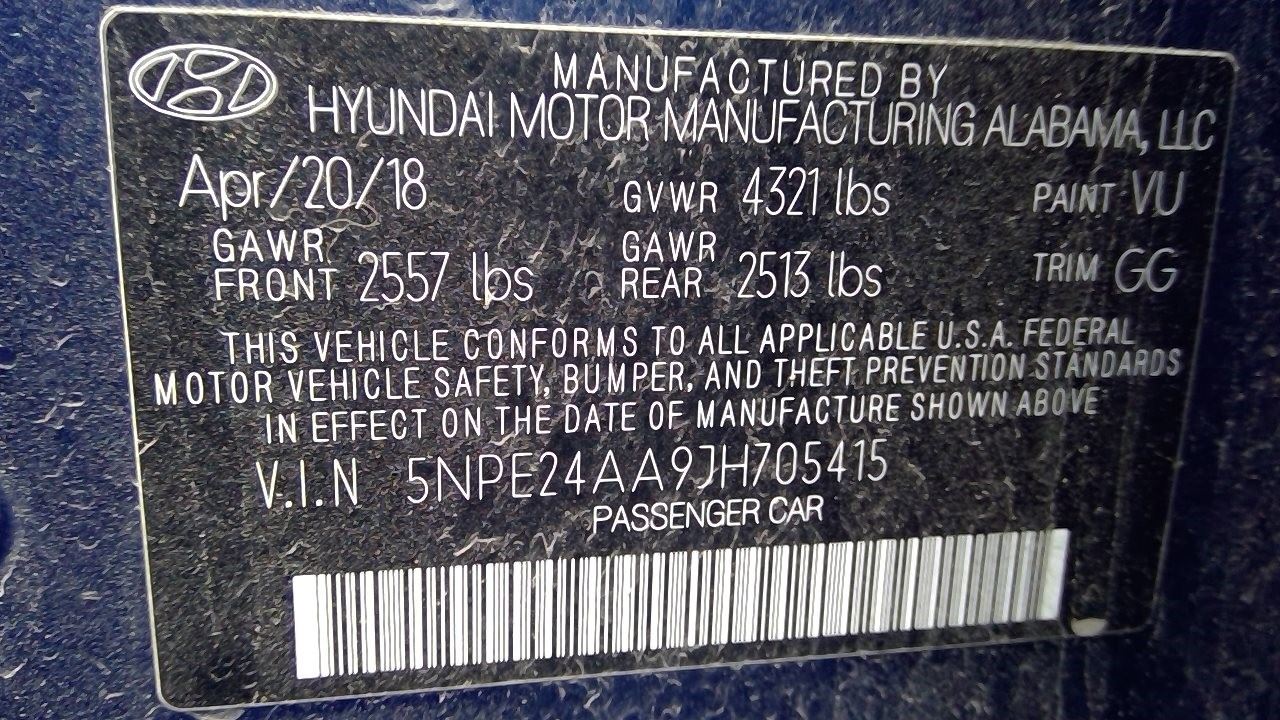 MANUFACTURED BY
HYUNDAI MOTOR MANUFACTURING ALABAMA, LLC
Apr/20/18 GVWR 4321 lbs PAINT VU
GAWR FRONT 2557 lbs GAWR REAR 2513 lbs TRIM GG
THIS VEHICLE CONFORMS TO ALL APPLICABLE U.S.A. FEDERAL
MOTOR VEHICLE SAFETY, BUMPER, AND THEFT PREVENTION STANDARDS
IN EFFECT ON THE DATE OF MANUFACTURE SHOWN ABOVE
V.I.N 5NPE24AA9JH705415
PASSENGER CAR